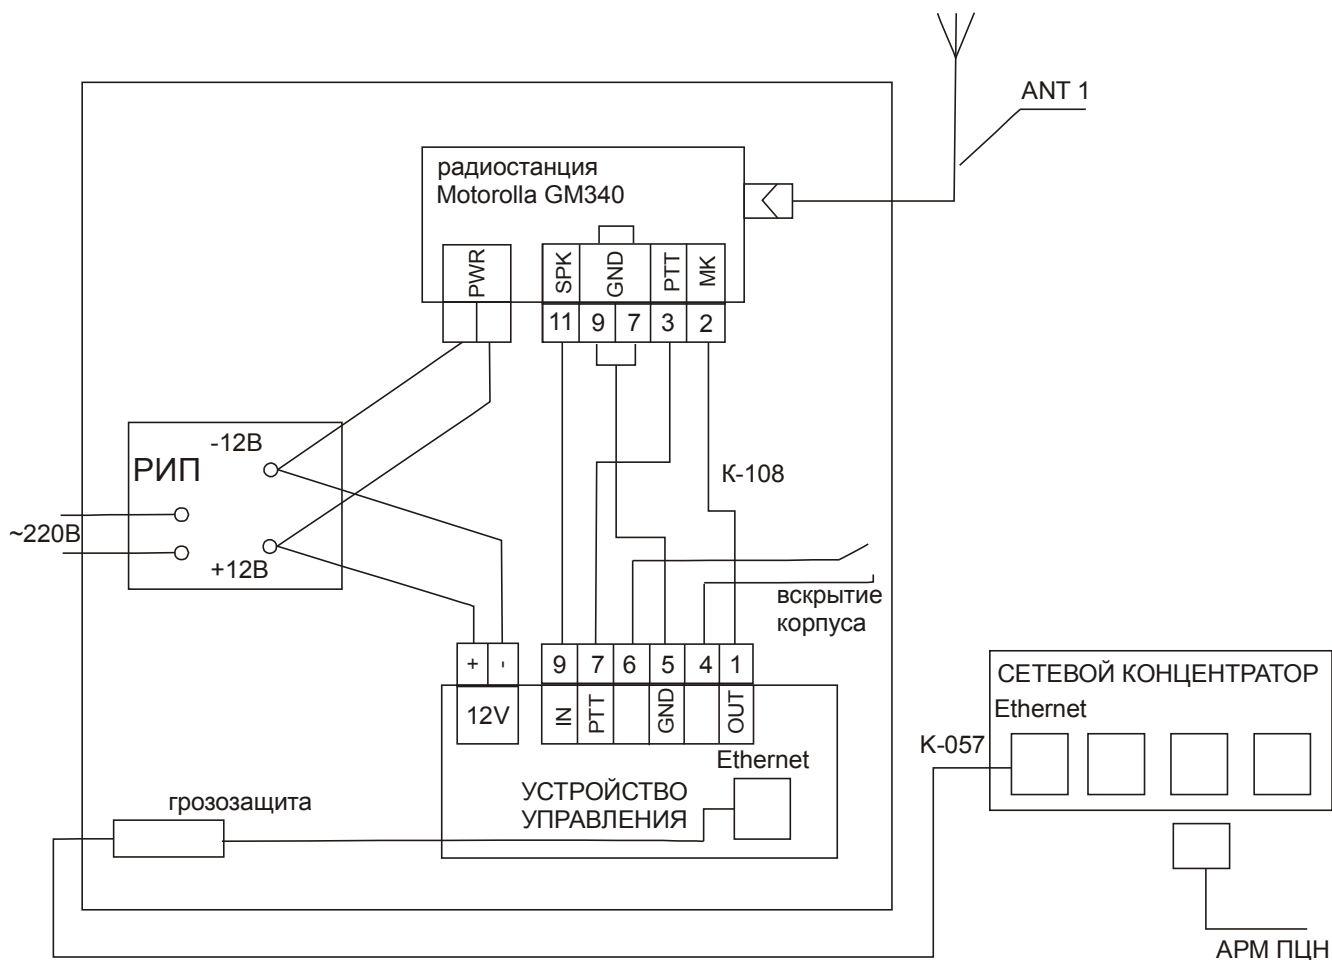 ANT 1
радиостанция
Motorolla GM340
PWR
SPK
GND
PTT
МК
11
9
7
3
2
-12В
РИП
К-108
~220В
+12В
вскрытие
корпуса
+
-
9
7
6
5
4
1
12V
IN
PTT
GND
OUT
СЕТЕВОЙ КОНЦЕНТРАТОР
Ethernet
К-057
Ethernet
УСТРОЙСТВО
УПРАВЛЕНИЯ
грозозащита
АРМ ПЦН